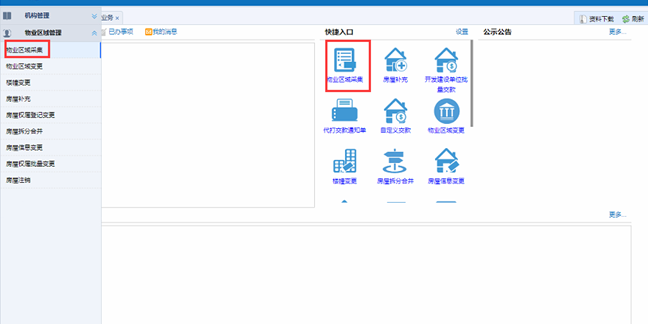 机构管理
业务 ×
资料下载
刷新
物业区域管理
已办事项
我的消息
快捷入口
设置
公示公告
更多...
物业区域采集
物业区域变更
楼幢变更
房屋补充
房屋权属登记变更
房屋拆分合并
房屋信息变更
房屋权属批量变更
房屋注销
物业区域采集
房屋补充
开发建设单位批量交款
代打交款通知单
自定义交款
物业区域变更
楼幢变更
房屋拆分合并
房屋信息变更
更多...